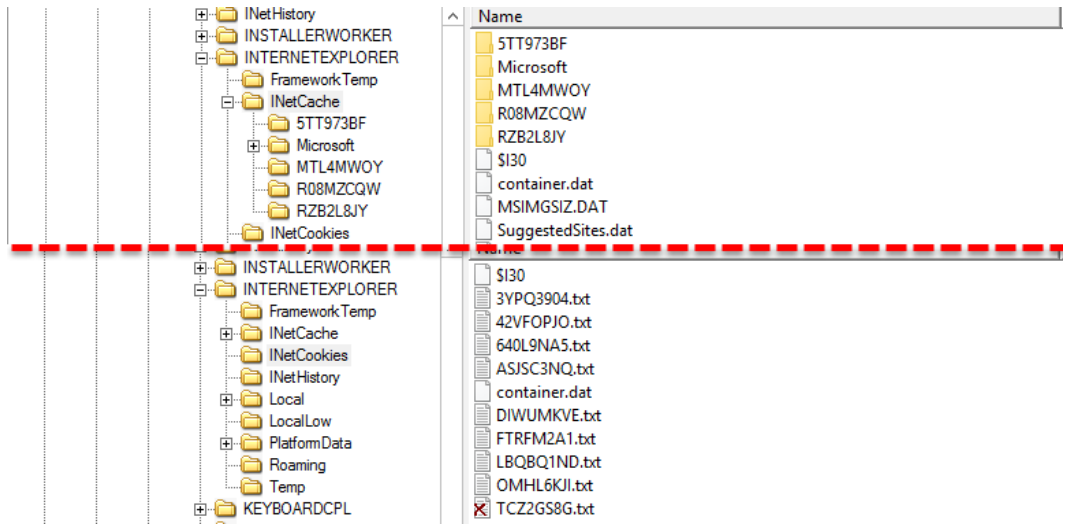 INetHistory
INSTALLERWORKER
INTERNETEXPLORER
FrameworkTemp
INetCache
5TT973BF
Microsoft
MTL4MWOY
R08MZCQW
RZB2L8JY
INetCookies
Name
5TT973BF
Microsoft
MTL4MWOY
R08MZCQW
RZB2L8JY
$I30
container.dat
MSIMGSIZ.DAT
SuggestedSites.dat
INSTALLERWORKER
INTERNETEXPLORER
FrameworkTemp
INetCache
INetCookies
INetHistory
Local
LocalLow
PlatformData
Roaming
Temp
KEYBOARDCPL
Name
$I30
3YPQ3904.txt
42VFOPJO.txt
640L9NA5.txt
ASJSC3NQ.txt
container.dat
DIWUMKVE.txt
FTRFM2A1.txt
LBQBQ1ND.txt
OMHL6KJI.txt
TCZ2GS8G.txt